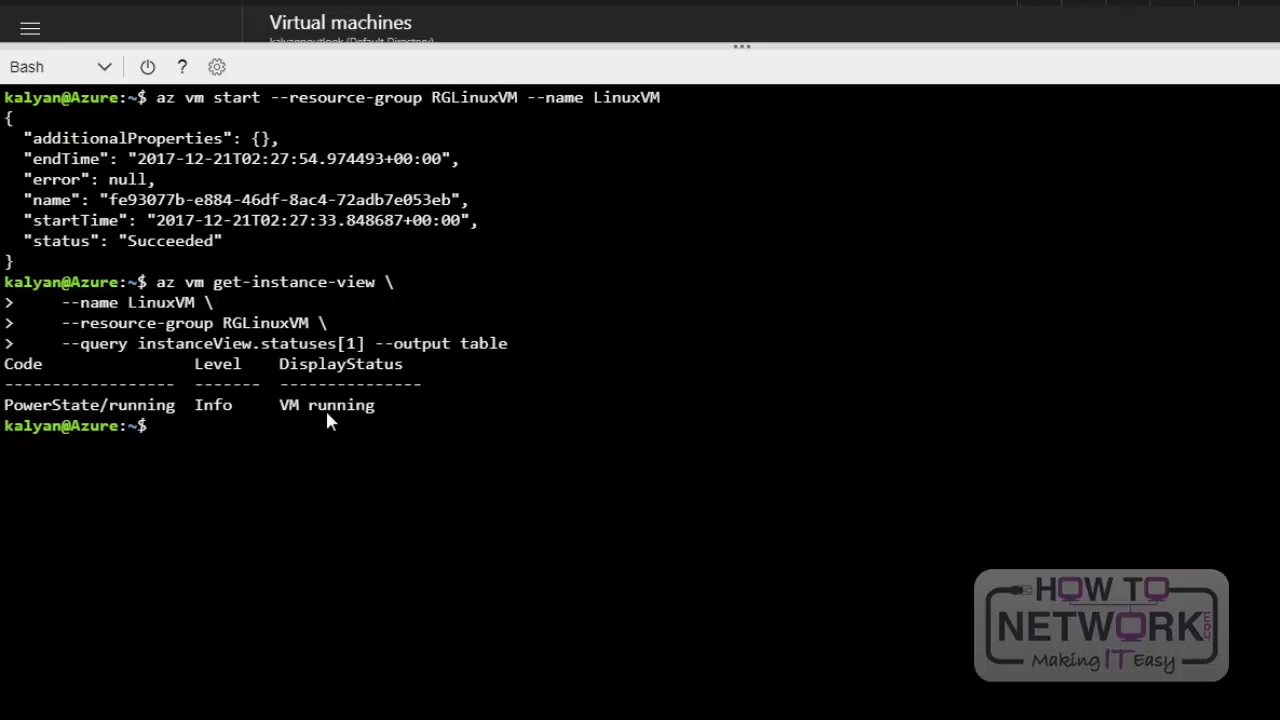 Virtual machines
kalyanoutlook (Default Directory)
Bash
?
kalyan@Azure:~$ az vm start --resource-group RGLinuxVM --name LinuxVM
{
  "additionalProperties": {},
  "endTime": "2017-12-21T02:27:54.974493+00:00",
  "error": null,
  "name": "fe93077b-e884-46df-8ac4-72adb7e053eb",
  "startTime": "2017-12-21T02:27:33.848687+00:00",
  "status": "Succeeded"
}
kalyan@Azure:~$ az vm get-instance-view \
>     --name LinuxVM \
>     --resource-group RGLinuxVM \
>     --query instanceView.statuses[1] --output table
Code                Level    DisplayStatus
------------------  -------  ---------------
PowerState/running  Info     VM running
kalyan@Azure:~$
HOW TO
NETWORK.com
Making IT Easy